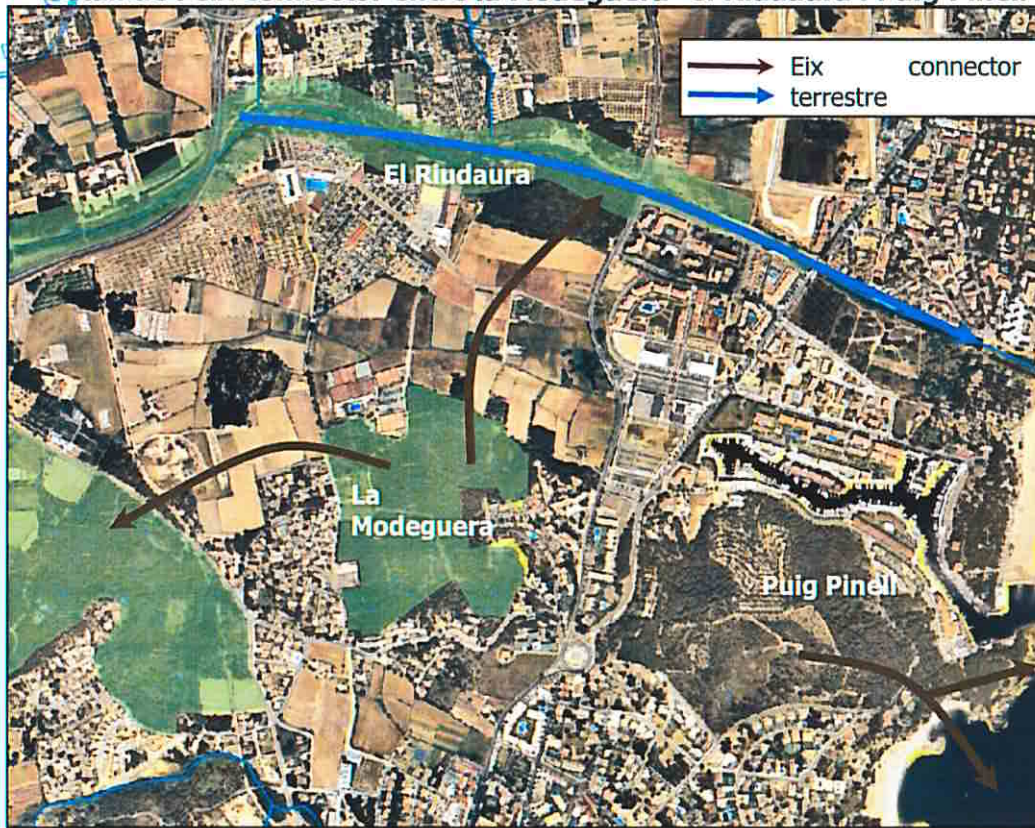 Eix connector
terrestre
El Riudaura
La
Modeguera
Puig Pinell